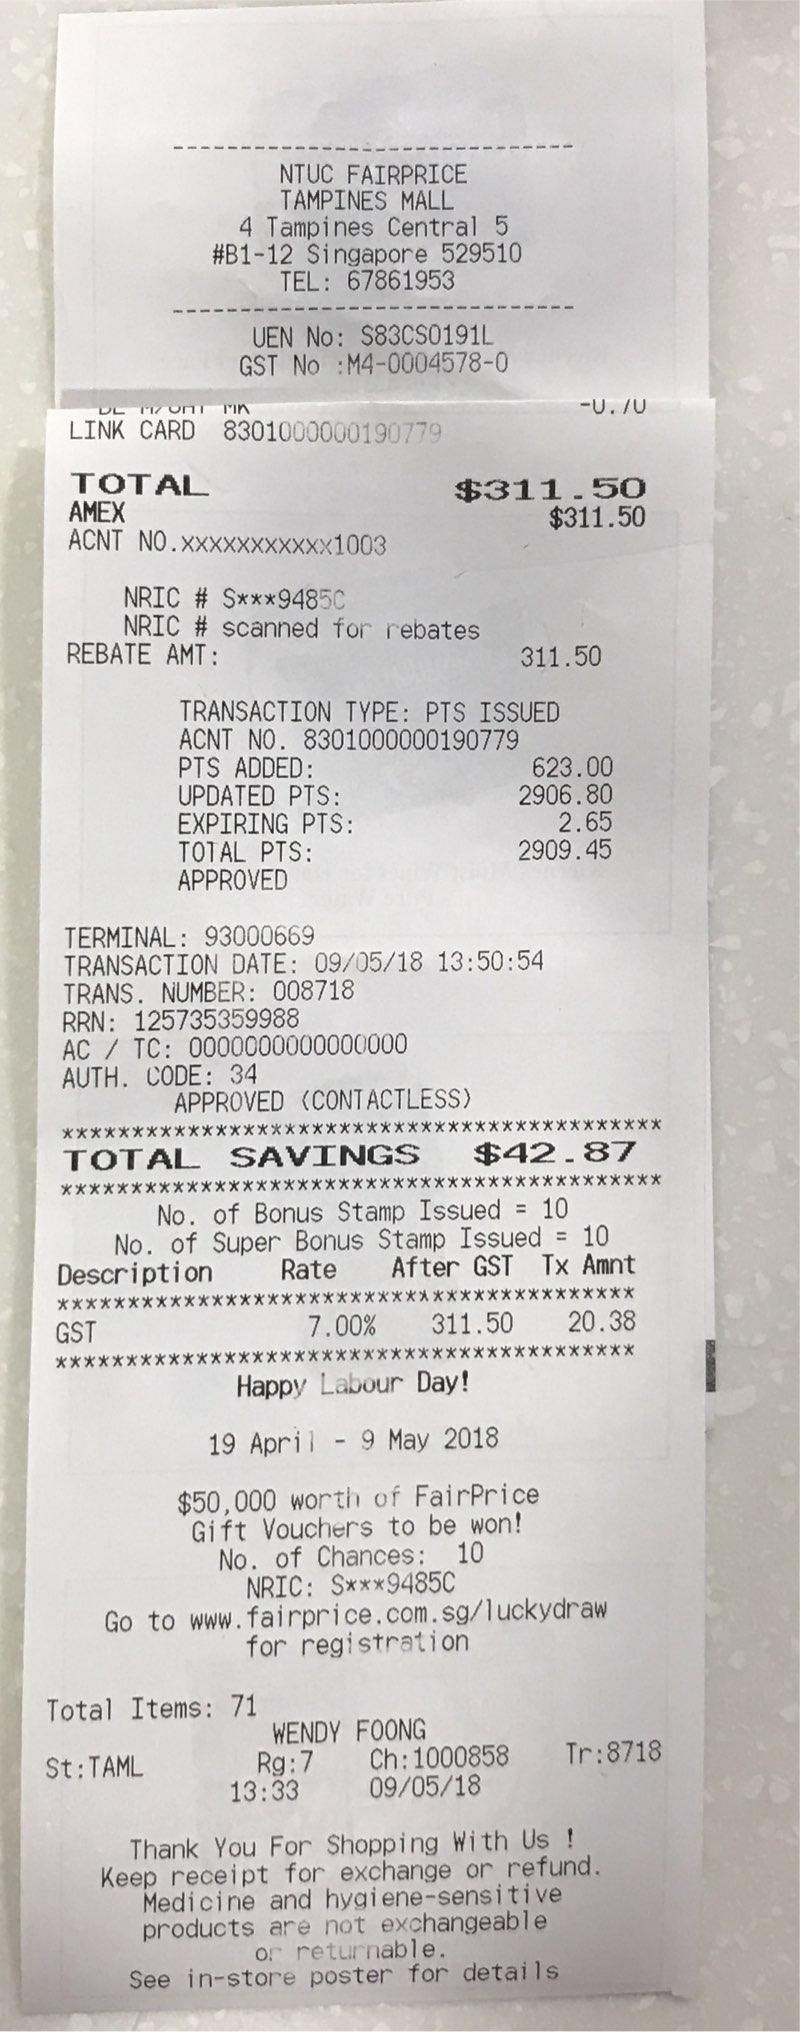 ------------------------------
NTUC FAIRPRICE
TAMPINES MALL
4 Tampines Central 5
#B1-12 Singapore 529510
TEL: 67861953
------------------------------
UEN No: S83CS0191L
GST No :M4-0004578-0
-0.70
LINK CARD 8301000000190779
TOTAL $311.50
AMEX $311.50
ACNT NO.xxxxxxxxxxx1003
NRIC # S***9485C
NRIC # scanned for rebates
REBATE AMT: 311.50
TRANSACTION TYPE: PTS ISSUED
ACNT NO. 8301000000190779
PTS ADDED: 623.00
UPDATED PTS: 2906.80
EXPIRING PTS: 2.65
TOTAL PTS: 2909.45
APPROVED
TERMINAL: 93000669
TRANSACTION DATE: 09/05/18 13:50:54
TRANS. NUMBER: 008718
RRN: 125735359988
AC / TC: 0000000000000000
AUTH. CODE: 34
APPROVED (CONTACTLESS)
*******************************************
TOTAL SAVINGS $42.87
*******************************************
No. of Bonus Stamp Issued = 10
No. of Super Bonus Stamp Issued = 10
Description Rate After GST Tx Amnt
*****************************************
GST 7.00% 311.50 20.38
*****************************************
Happy Labour Day!
19 April - 9 May 2018
$50,000 worth of FairPrice
Gift Vouchers to be won!
No. of Chances: 10
NRIC: S***9485C
Go to www.fairprice.com.sg/luckydraw
for registration
Total Items: 71
WENDY FOONG
St:TAML Rg:7 Ch:1000858 Tr:8718
13:33 09/05/18
Thank You For Shopping With Us !
Keep receipt for exchange or refund.
Medicine and hygiene-sensitive
products are not exchangeable
or returnable.
See in-store poster for details